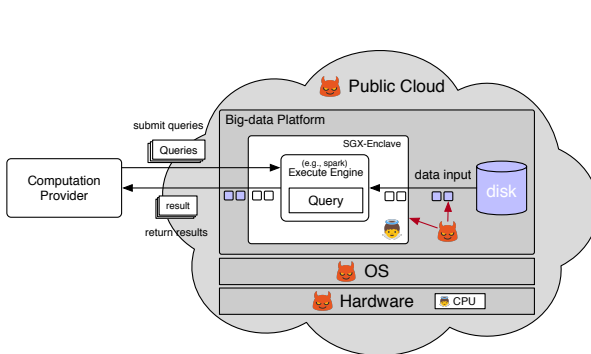 Public Cloud
submit queries
Big-data Platform
Queries
SGX-Enclave
(e.g., spark)
Execute Engine
data input
Computation
Provider
Query
disk
result
return results
OS
Hardware
CPU